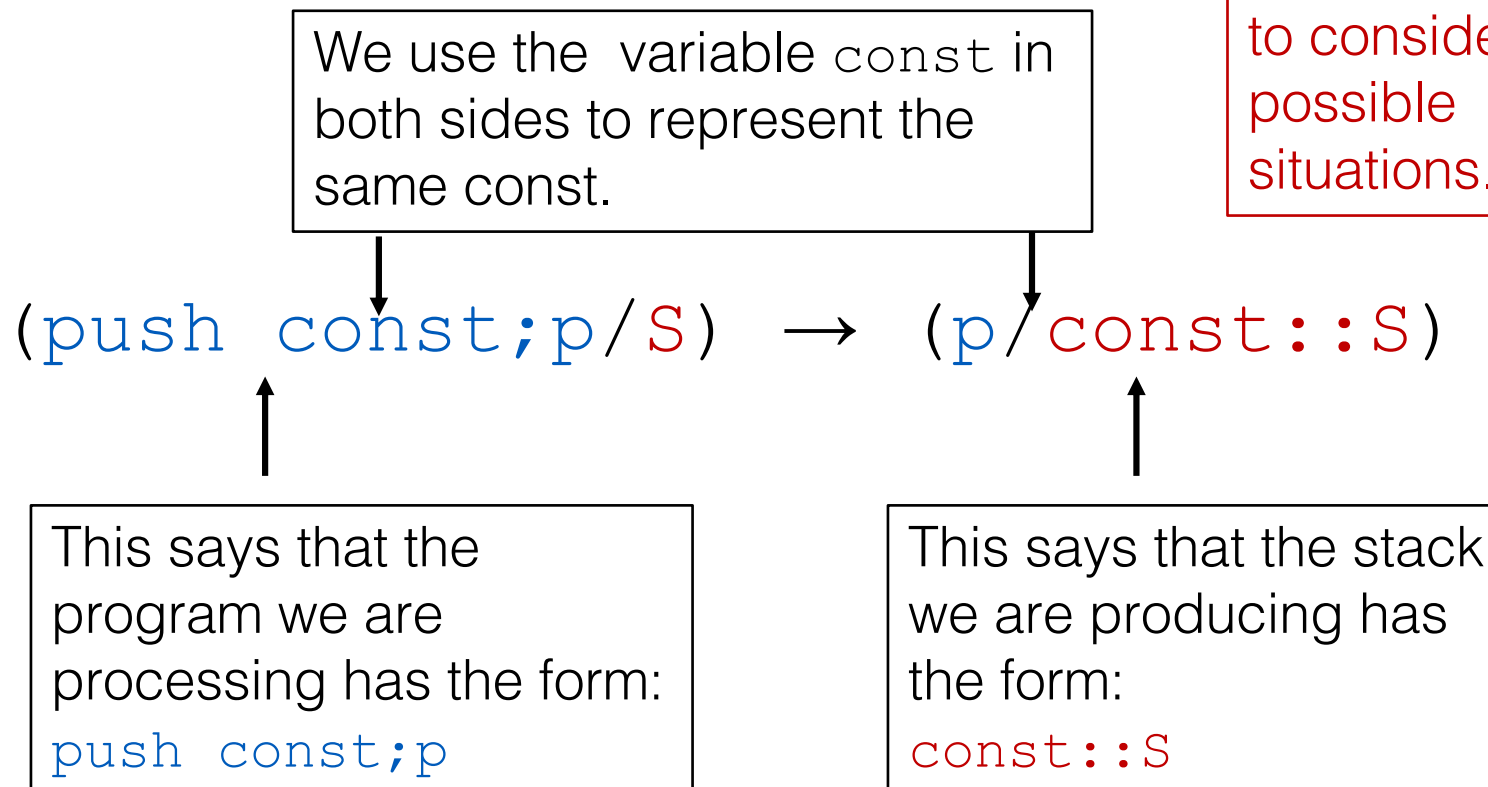 We use the variable const in
both sides to represent the
same const.
possible
situations.
to conside
(push const;p/S) → (p/const::S)
This says that the
program we are
processing has the form:
push const;p
This says that the stack
we are producing has
the form:
const::S